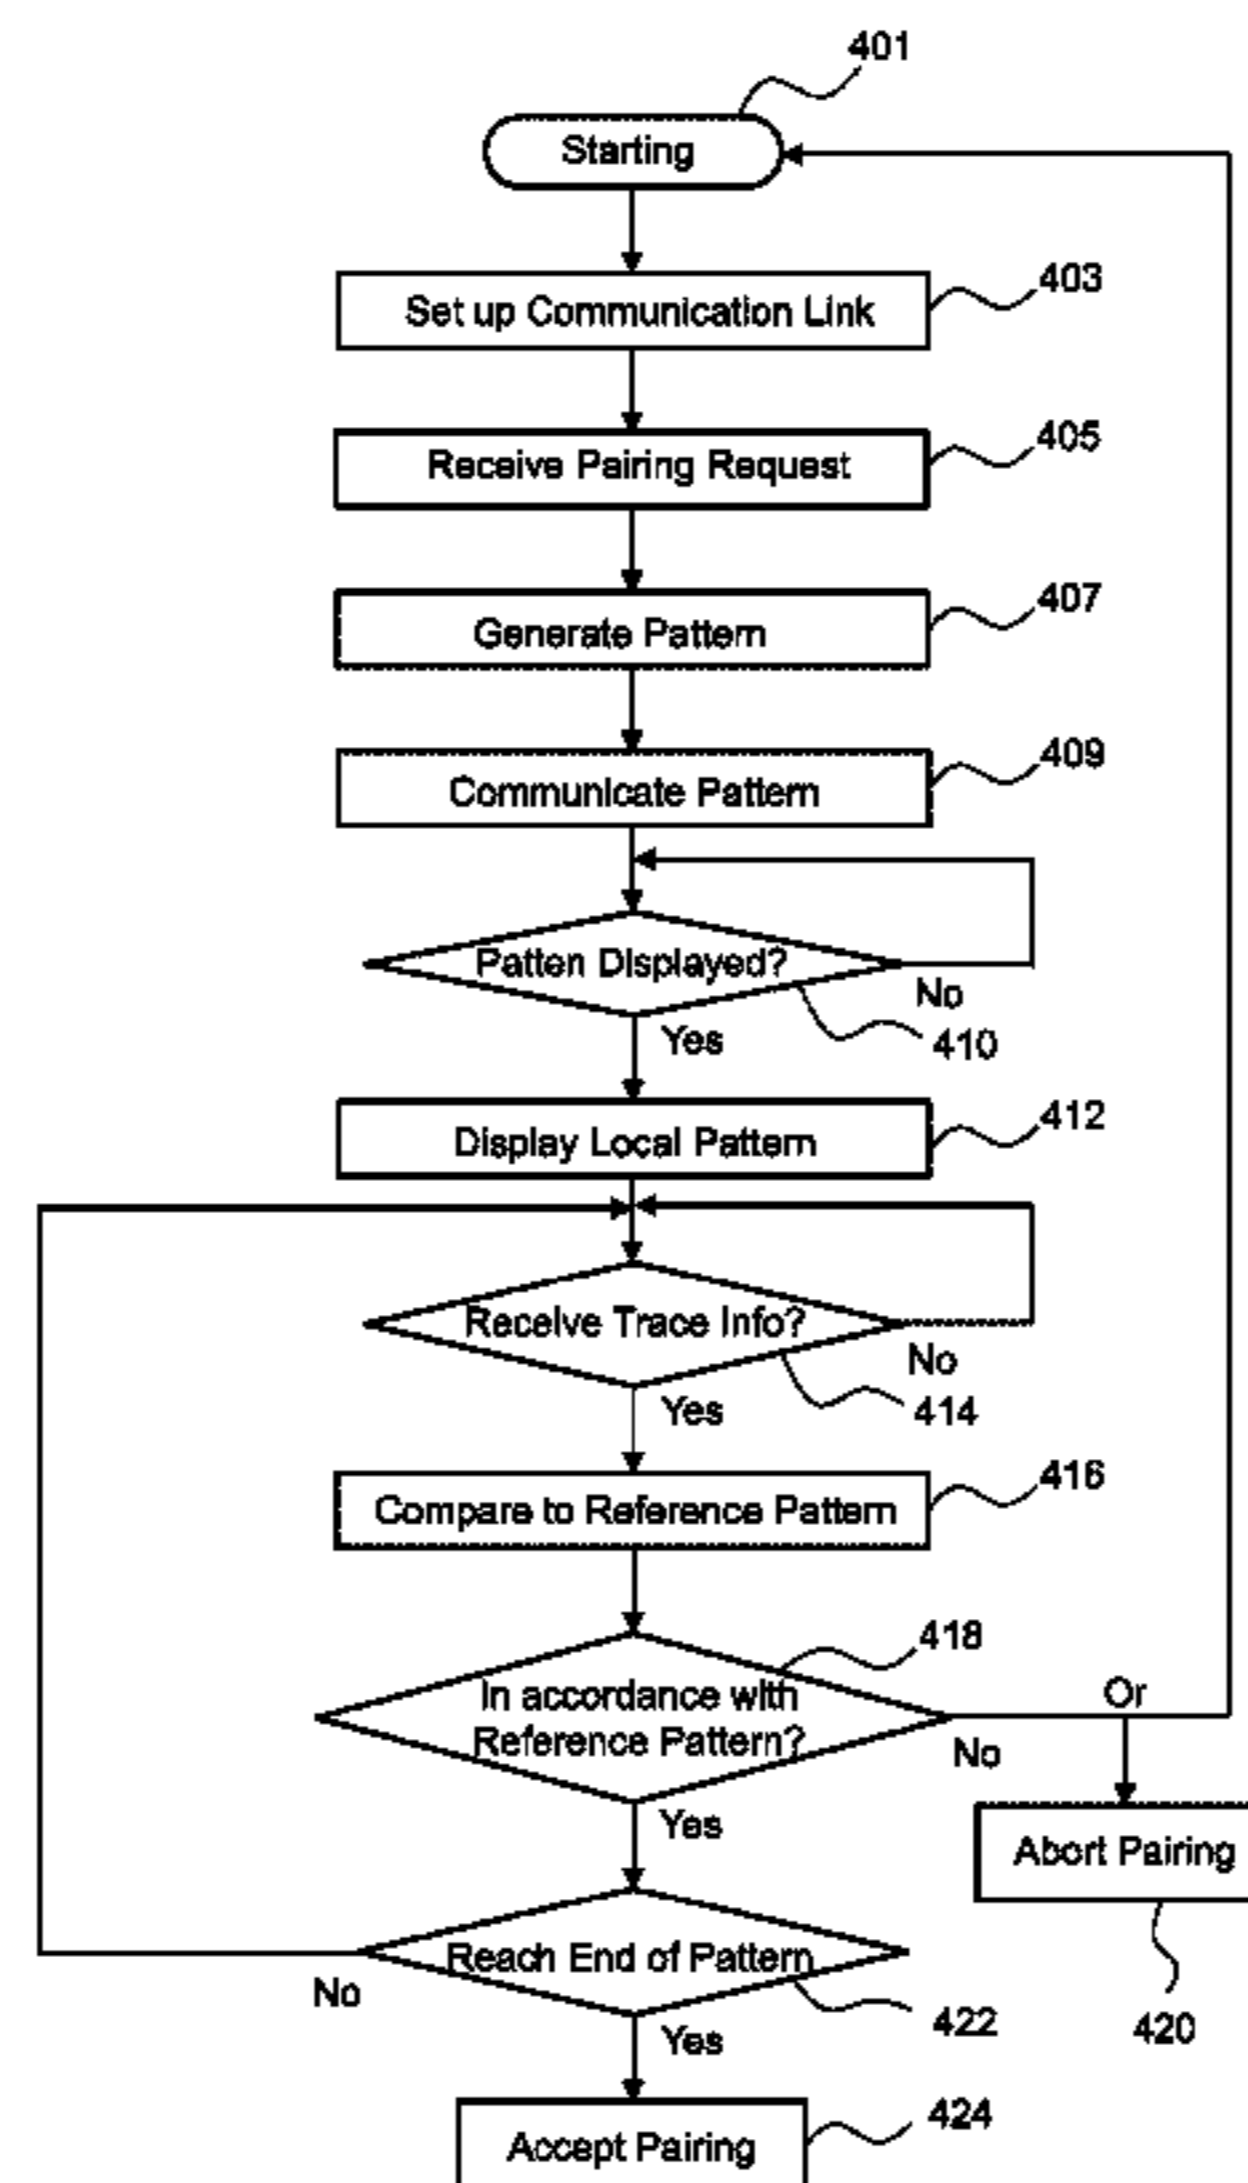 401
Starting
403
Set up Communication Link
405
Receive Pairing Request
407
Generate Pattern
409
Communicate Pattern
Patten Displayed?
No
410
Yes
412
Display Local Pattern
Receive Trace Info?
No
414
Yes
416
Compare to Reference Pattern
418
In accordance with
Reference Pattern?
Or
No
Yes
Abort Pairing
420
Reach End of Pattern
No
422
Yes
424
Accept Pairing